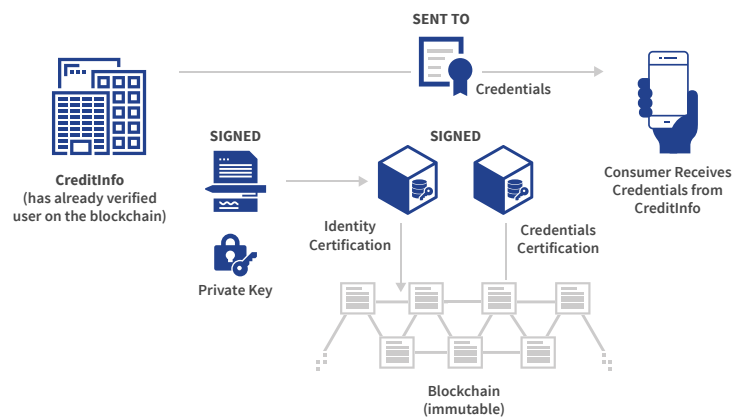 SENT TO
Credentials
CreditInfo
(has already verified
user on the blockchain)
SIGNED
Private Key
SIGNED
Identity
Certification
Credentials
Certification
Consumer Receives
Credentials from
CreditInfo
Blockchain
(immutable)